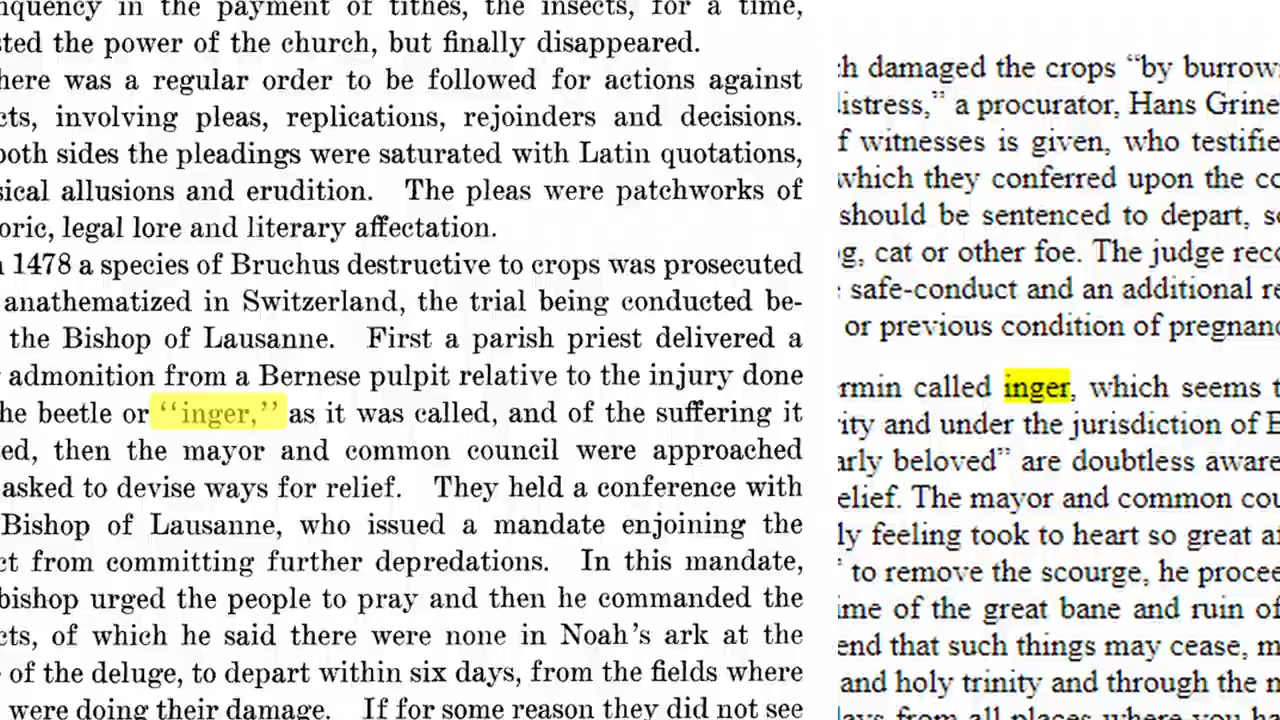 nquency in the payment of tithes, the insects, for a time,
sted the power of the church, but finally disappeared.
here was a regular order to be followed for actions against
cts, involving pleas, replications, rejoinders and decisions.
both sides the pleadings were saturated with Latin quotations,
sical allusions and erudition. The pleas were patchworks of
oric, legal lore and literary affectation.
1478 a species of Bruchus destructive to crops was prosecuted
anathematized in Switzerland, the trial being conducted be-
the Bishop of Lausanne. First a parish priest delivered a
admonition from a Bernese pulpit relative to the injury done
he beetle or “inger,” as it was called, and of the suffering it
ed, then the mayor and common council were approached
asked to devise ways for relief. They held a conference with
Bishop of Lausanne, who issued a mandate enjoining the
ct from committing further depredations. In this mandate,
bishop urged the people to pray and then he commanded the
cts, of which he said there were none in Noah’s ark at the
of the deluge, to depart within six days, from the fields where
were doing their damage. If for some reason they did not see
h damaged the crops “by burrow
istress,” a procurator, Hans Grine
f witnesses is given, who testifie
which they conferred upon the co
should be sentenced to depart, s
g, cat or other foe. The judge reco
safe-conduct and an additional re
or previous condition of pregnanc
rmin called inger, which seems t
ity and under the jurisdiction of B
arly beloved” are doubtless aware
elief. The mayor and common cou
ly feeling took to heart so great a
to remove the scourge, he procee
ime of the great bane and ruin of
end that such things may cease, m
and holy trinity and through the m
days from all places where you ha